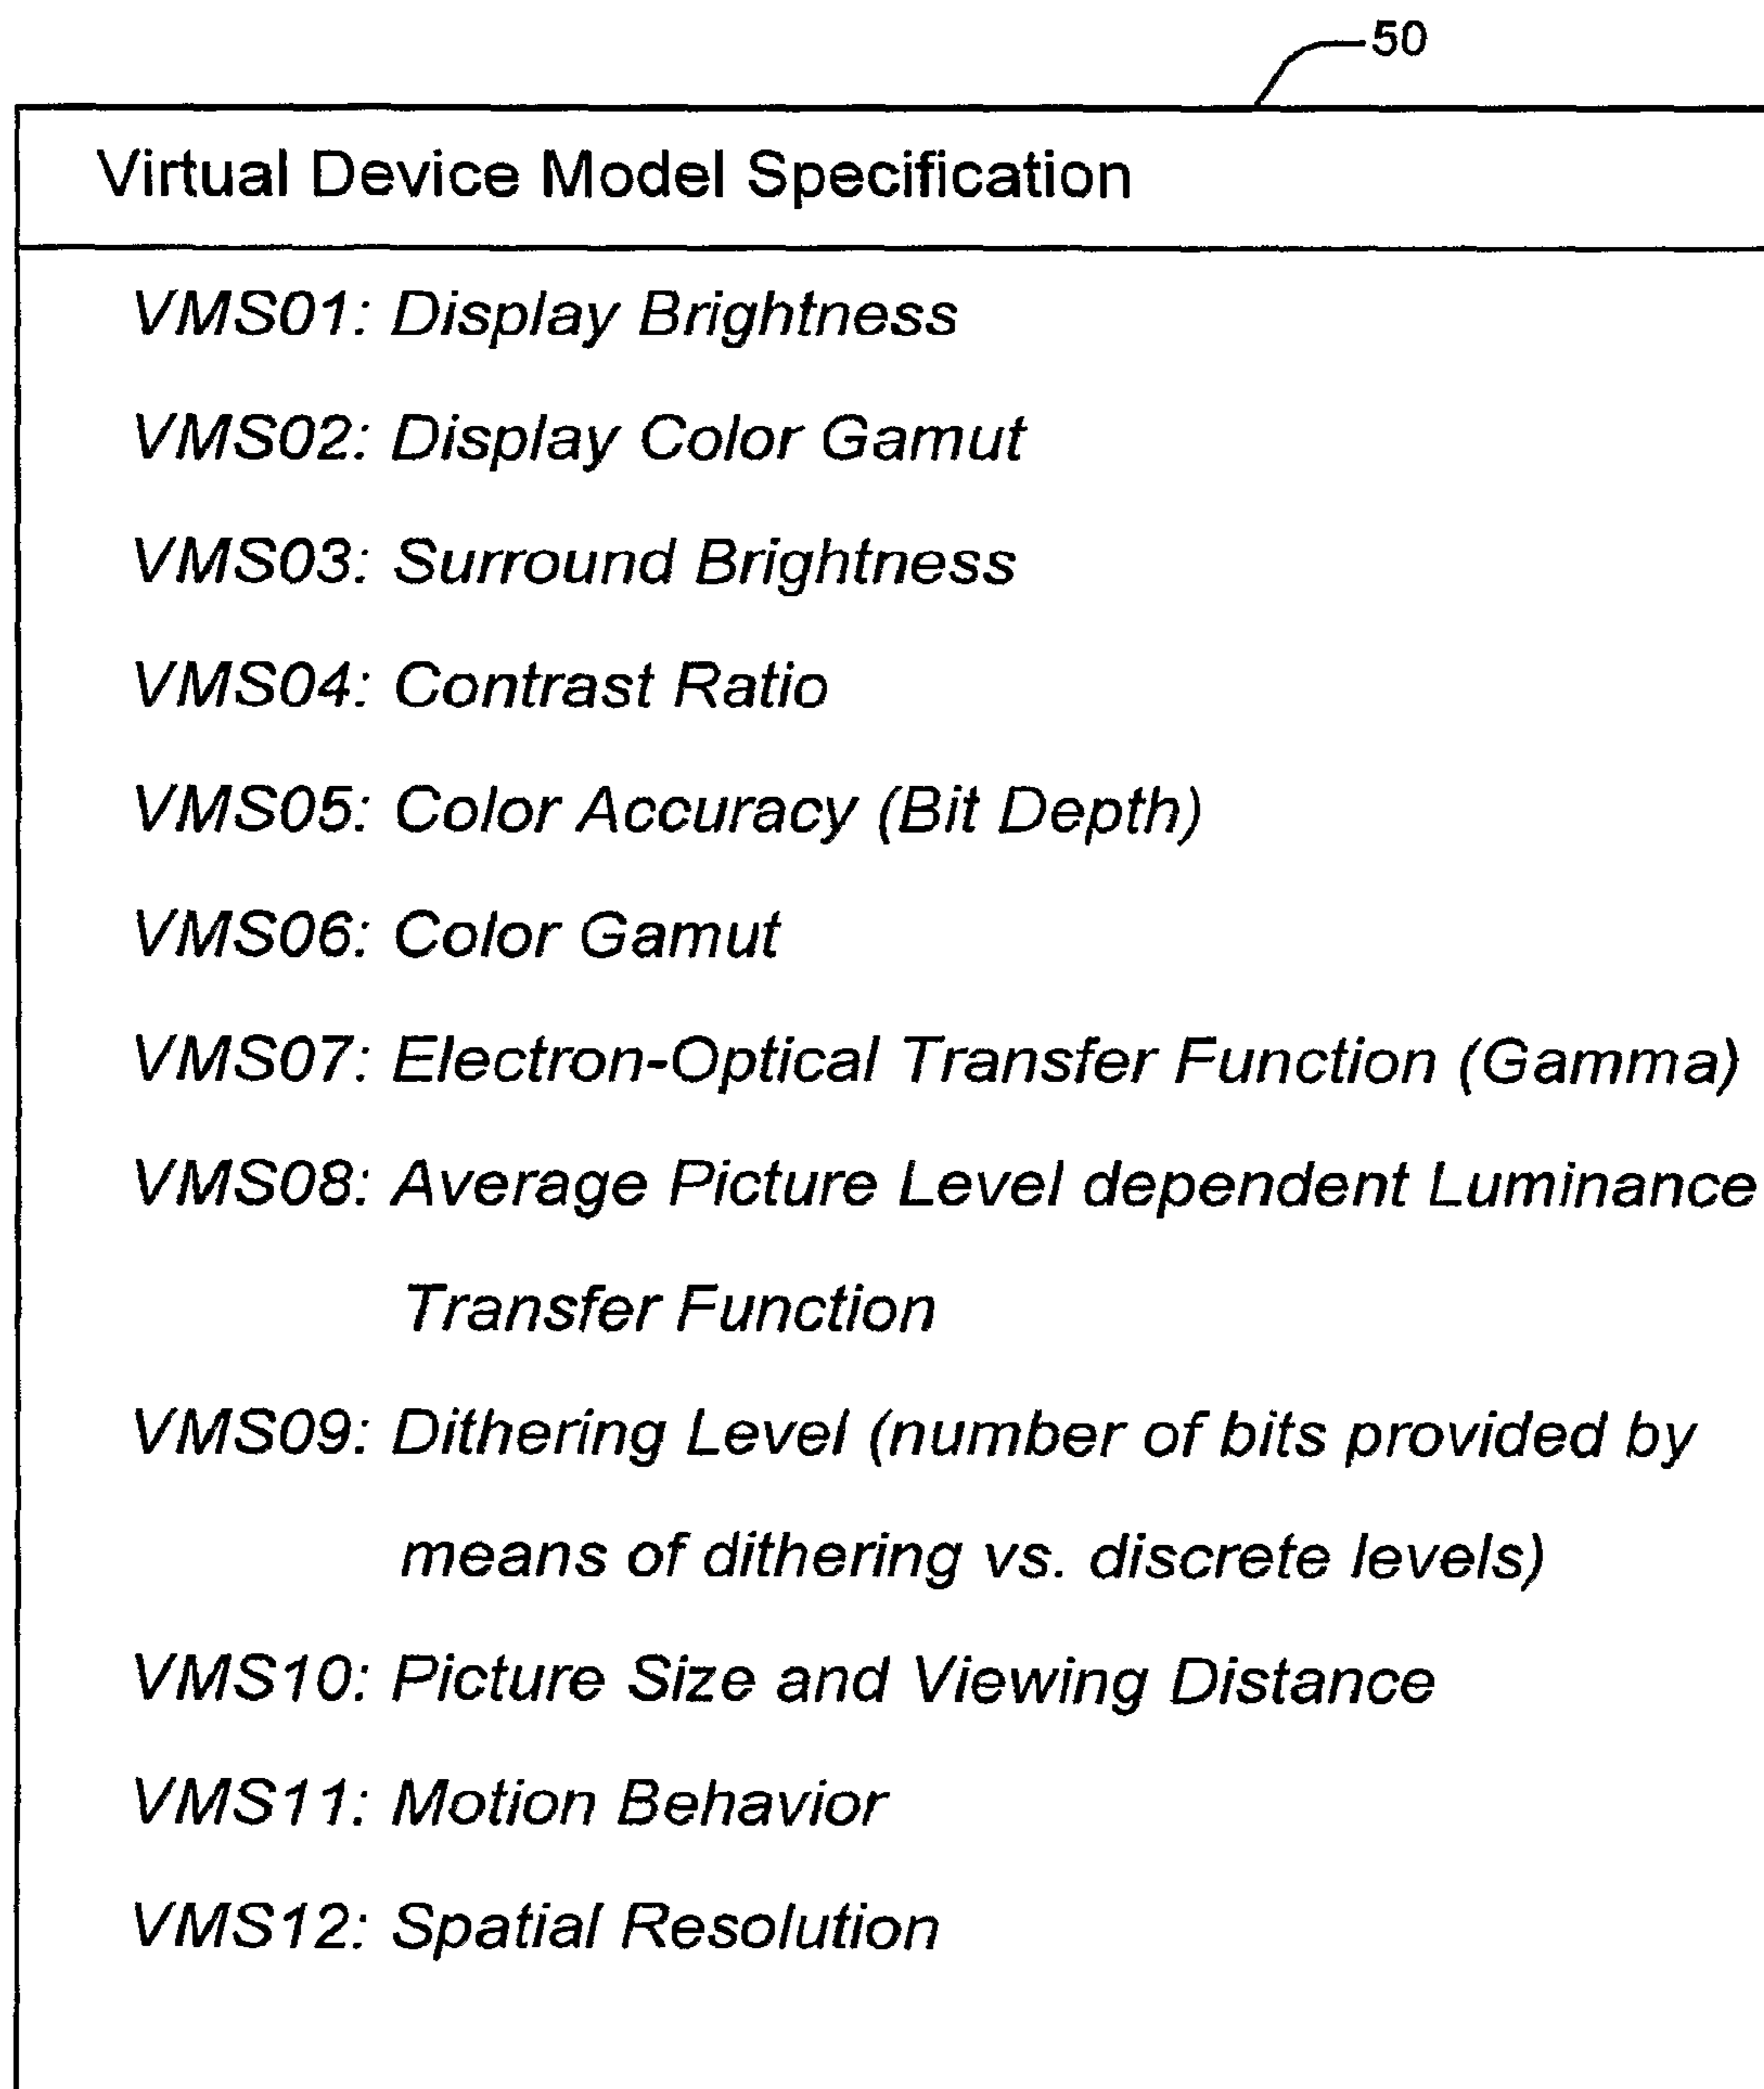 50
Virtual Device Model Specification
VMS01: Display Brightness
VMS02: Display Color Gamut
VMS03: Surround Brightness
VMS04: Contrast Ratio
VMS05: Color Accuracy (Bit Depth)
VMS06: Color Gamut
VMS07: Electron-Optical Transfer Function (Gamma)
VMS08: Average Picture Level dependent Luminance
Transfer Function
VMS09: Dithering Level (number of bits provided by
means of dithering vs. discrete levels)
VMS10: Picture Size and Viewing Distance
VMS11: Motion Behavior
VMS12: Spatial Resolution